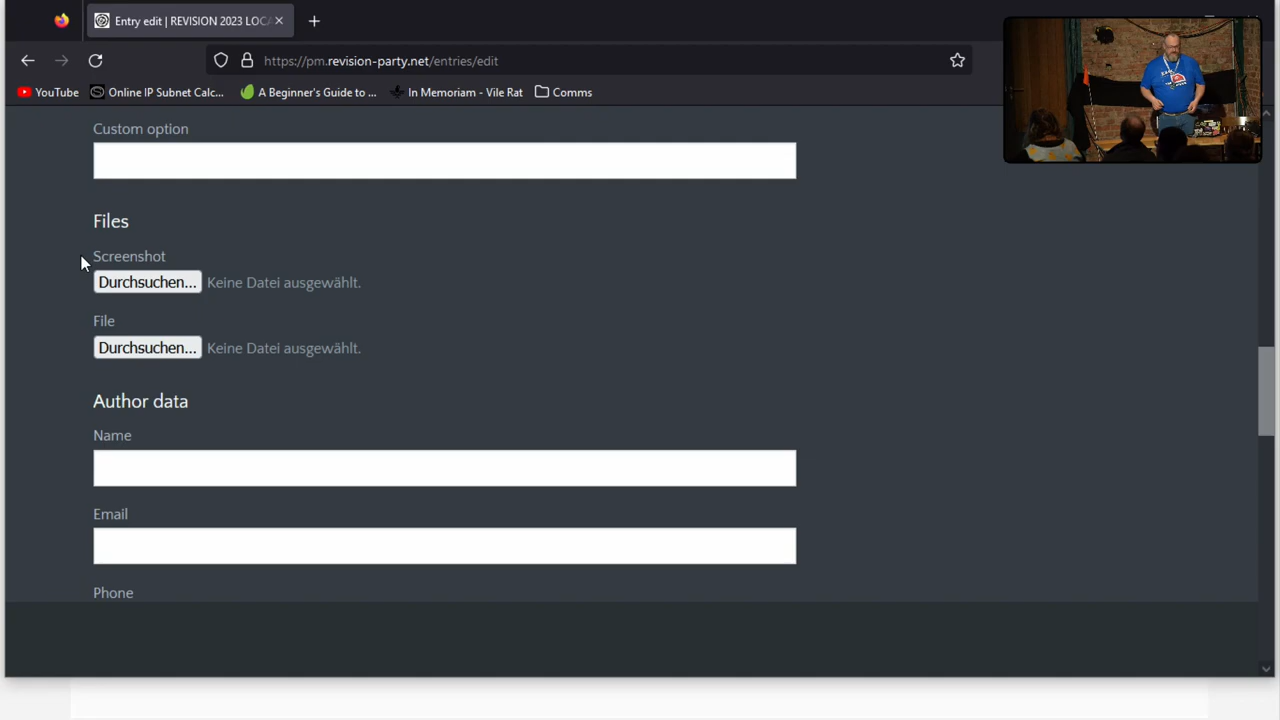 Entry edit | REVISION 2023 LOCA
https://pm.revision-party.net/entries/edit
YouTube
Online IP Subnet Calc...
A Beginner's Guide to ...
In Memoriam - Vile Rat
Comms
Custom option
Files
Screenshot
Durchsuchen... Keine Datei ausgewählt.
File
Durchsuchen... Keine Datei ausgewählt.
Author data
Name
Email
Phone